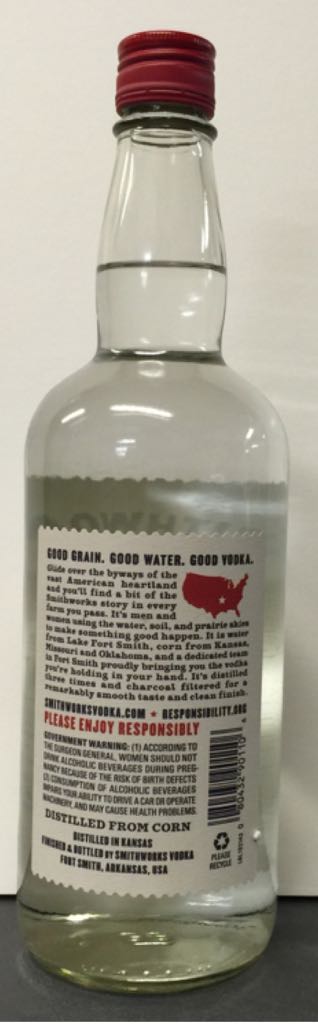 GOOD GRAIN. GOOD WATER. GOOD VODKA.
Glide over the byways of the
vast American heartland
and you'll find a bit of the
Smithworks story in every
farm you pass. It's men and
women using the water, soil, and prairie skies
to make something good happen. It is water
from Lake Fort Smith, corn from Kansas,
Missouri and Oklahoma, and a dedicated team
in Fort Smith proudly bringing you the vodka
you're holding in your hand. It's distilled
three times and charcoal filtered for a
remarkably smooth taste and clean finish.
SMITHWORKSVODKA.COM ★ RESPONSIBILITY.ORG
PLEASE ENJOY RESPONSIBLY
GOVERNMENT WARNING: (1) ACCORDING TO
THE SURGEON GENERAL, WOMEN SHOULD NOT
DRINK ALCOHOLIC BEVERAGES DURING PREG-
NANCY BECAUSE OF THE RISK OF BIRTH DEFECTS
(2) CONSUMPTION OF ALCOHOLIC BEVERAGES
IMPAIRS YOUR ABILITY TO DRIVE A CAR OR OPERATE
MACHINERY, AND MAY CAUSE HEALTH PROBLEMS.
DISTILLED FROM CORN
DISTILLED IN KANSAS
FINISHED & BOTTLED BY SMITHWORKS VODKA
FORT SMITH, ARKANSAS, USA
PLEASE
RECYCLE